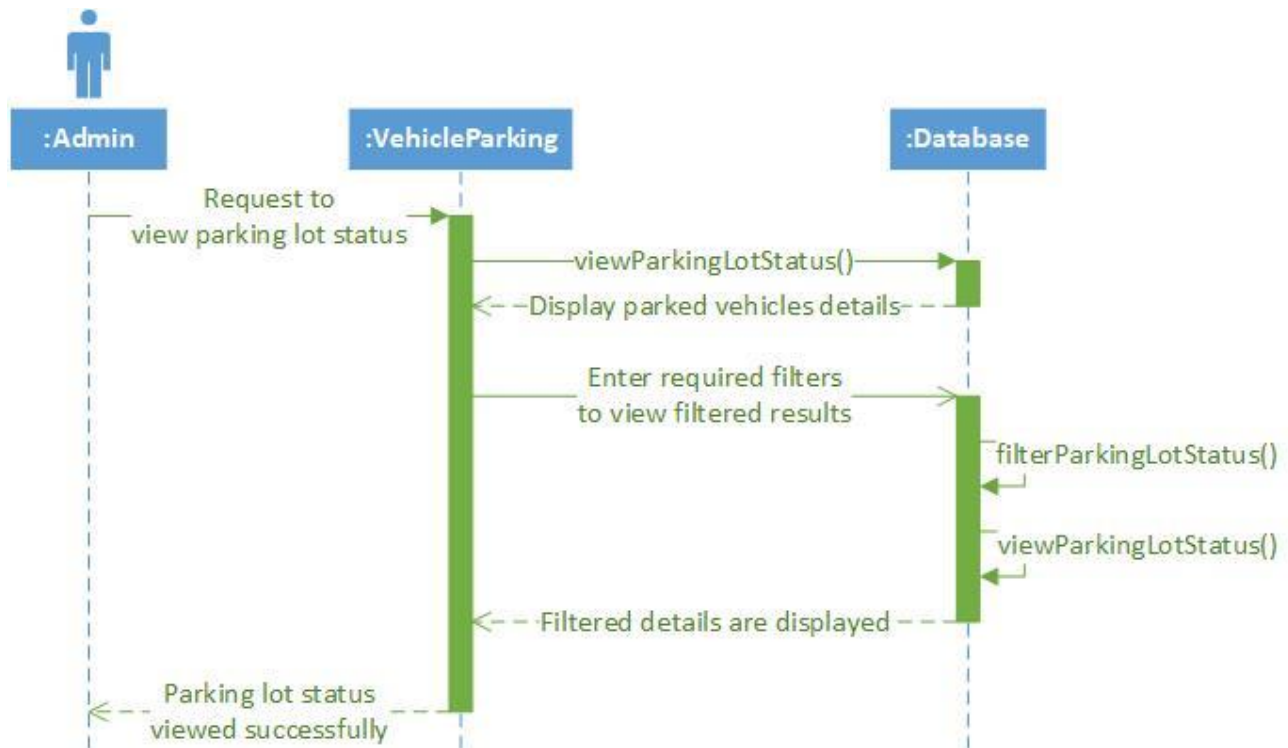 :Admin
:VehicleParking
:Database
Request to
view parking lot status
viewParkingLotStatus()
Display parked vehicles details
Enter required filters
to view filtered results
filterParkingLotStatus()
viewParkingLotStatus()
Filtered details are displayed
Parking lot status
viewed successfully